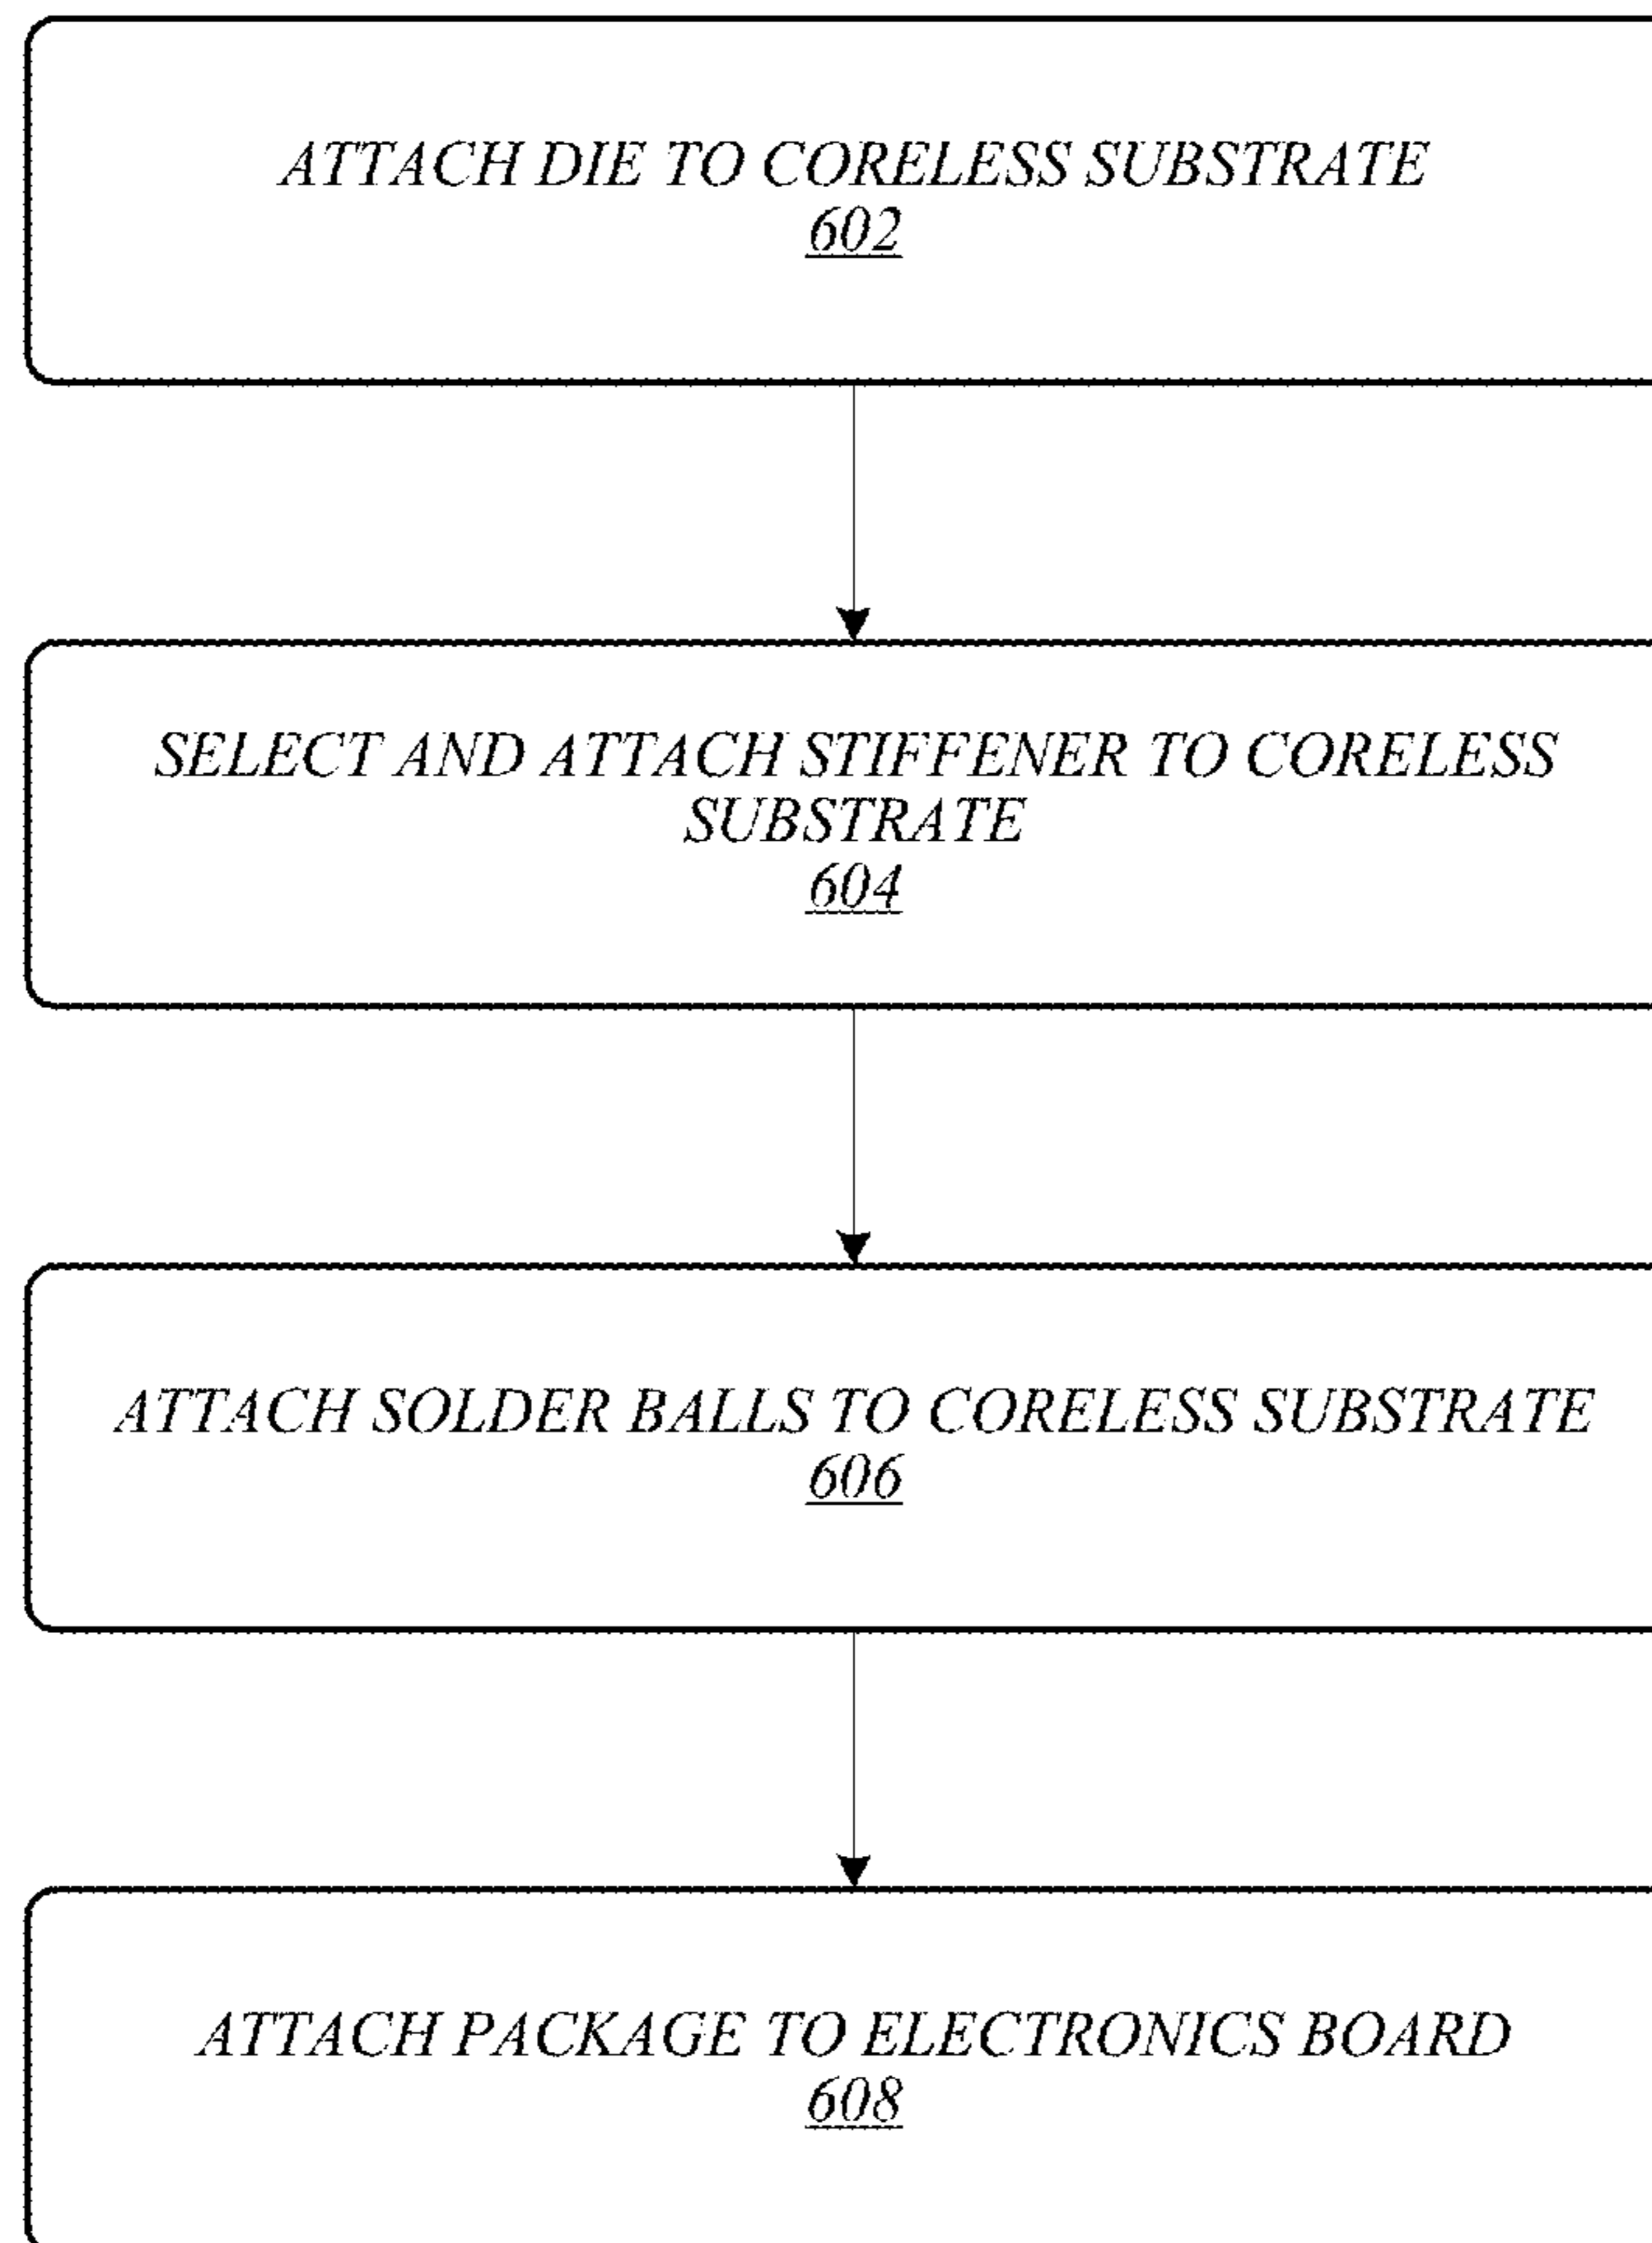 ATTACH DIE TO CORELESS SUBSTRATE
602
SELECT AND ATTACH STIFFENER TO CORELESS
SUBSTRATE
604
ATTACH SOLDER BALLS TO CORELESS SUBSTRATE
606
ATTACH PACKAGE TO ELECTRONICS BOARD
608